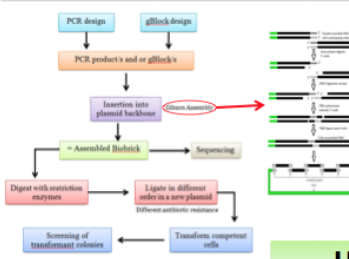 PCR design
gBlock design
PCR product/s and or gBlock/s
Insertion into
plasmid backbone
Gibson Assembly
= Assembled Biobrick
Sequencing
Digest with restriction
enzymes
Ligate in different
order in a new plasmid
Different antibiotic resistance
Screening of
transformant colonies
Transform competent
cells